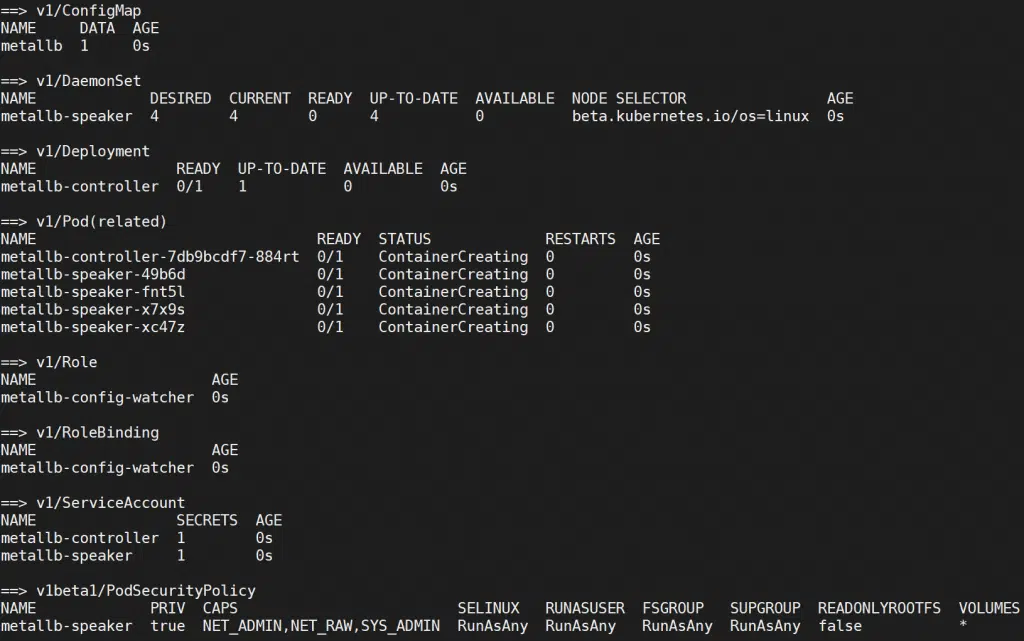 ==> v1/ConfigMap
NAME     DATA  AGE
metallb  1     0s

==> v1/DaemonSet
NAME             DESIRED  CURRENT  READY  UP-TO-DATE  AVAILABLE  NODE SELECTOR                AGE
metallb-speaker  4        4        0      4           0          beta.kubernetes.io/os=linux  0s

==> v1/Deployment
NAME                READY  UP-TO-DATE  AVAILABLE  AGE
metallb-controller  0/1    1           0          0s

==> v1/Pod(related)
NAME                                READY  STATUS             RESTARTS  AGE
metallb-controller-7db9bcdf7-884rt  0/1    ContainerCreating  0         0s
metallb-speaker-49b6d               0/1    ContainerCreating  0         0s
metallb-speaker-fnt5l               0/1    ContainerCreating  0         0s
metallb-speaker-x7x9s               0/1    ContainerCreating  0         0s
metallb-speaker-xc47z               0/1    ContainerCreating  0         0s

==> v1/Role
NAME                    AGE
metallb-config-watcher  0s

==> v1/RoleBinding
NAME                    AGE
metallb-config-watcher  0s

==> v1/ServiceAccount
NAME                SECRETS  AGE
metallb-controller  1        0s
metallb-speaker     1        0s

==> v1beta1/PodSecurityPolicy
NAME             PRIV  CAPS                         SELINUX   RUNASUSER  FSGROUP   SUPGROUP  READONLYROOTFS  VOLUMES
metallb-speaker  true  NET_ADMIN,NET_RAW,SYS_ADMIN  RunAsAny  RunAsAny   RunAsAny  RunAsAny  false           *